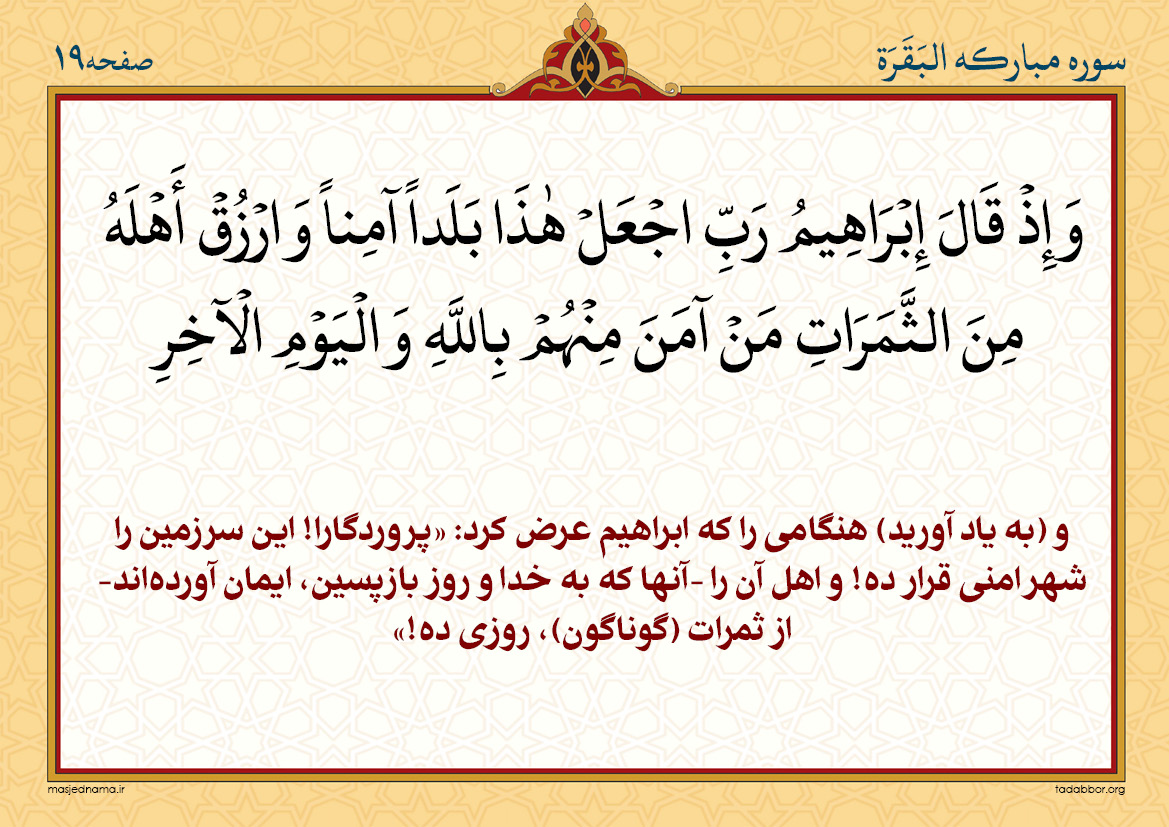 سوره مبارکه البَقَرَة
صفحه۱۹
وَ إِذْ قَالَ إِبْرَاهِيمُ رَبِّ اجْعَلْ هٰذَا بَلَداً آمِناً وَ ارْزُقْ أَهْلَهُ
مِنَ الثَّمَرَاتِ مَنْ آمَنَ مِنْهُمْ بِاللَّهِ وَ الْيَوْمِ الْآخِرِ
و (به یاد آورید) هنگامی را که ابراهیم عرض کرد: «پروردگارا! این سرزمین را
شهر امنی قرار ده! و اهل آن را -آنها که به خدا و روز بازپسین، ایمان آورده‌اند-
از ثمرات (گوناگون)، روزی ده!»
masjednama.ir
tadabbor.org